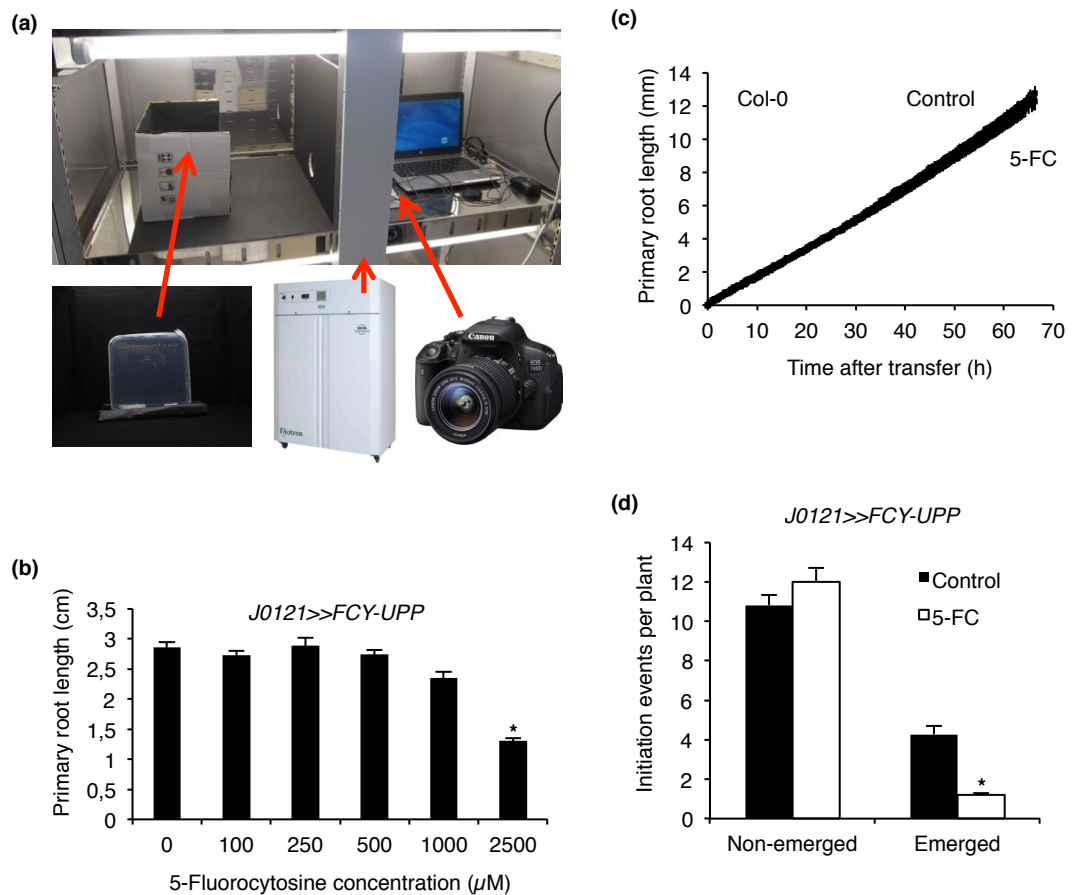 (a)
Canon
EOS
700D
Fitotron
(b)
J0121>>FCY-UPP
Primary root length (cm)
3,5
3
2,5
2
1,5
1
0,5
0
*
0 100 250 500 1000 2500
5-Fluorocytosine concentration (µM)
(c)
Col-0 Control
5-FC
Primary root length (mm)
14
12
10
8
6
4
2
0
0 10 20 30 40 50 60 70
Time after transfer (h)
(d)
J0121>>FCY-UPP
Initiation events per plant
14
12
10
8
6
4
2
0
Control
5-FC
*
Non-emerged Emerged